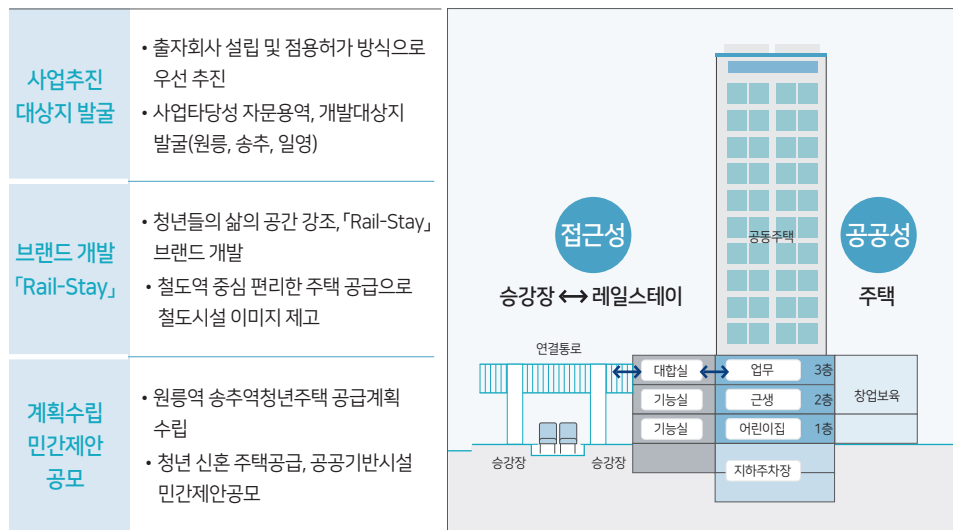 사업추진
대상지 발굴
• 출자회사 설립 및 점용허가 방식으로
우선 추진
• 사업타당성 자문용역, 개발대상지
발굴(원릉, 송추, 일영)
브랜드 개발
「Rail-Stay」
• 청년들의 삶의 공간 강조,「Rail-Stay」
브랜드 개발
• 철도역 중심 편리한 주택 공급으로
철도시설 이미지 제고
계획수립
민간제안
공모
• 원릉역 송추역청년주택 공급계획
수립
• 청년 신혼 주택공급, 공공기반시설
민간제안공모
접근성
승강장 ↔ 레일스테이
공동주택
공공성
주택
연결통로
대합실
업무
3층
기능실
근생
2층
창업보육
기능실
어린이집
1층
승강장
승강장
지하주차장